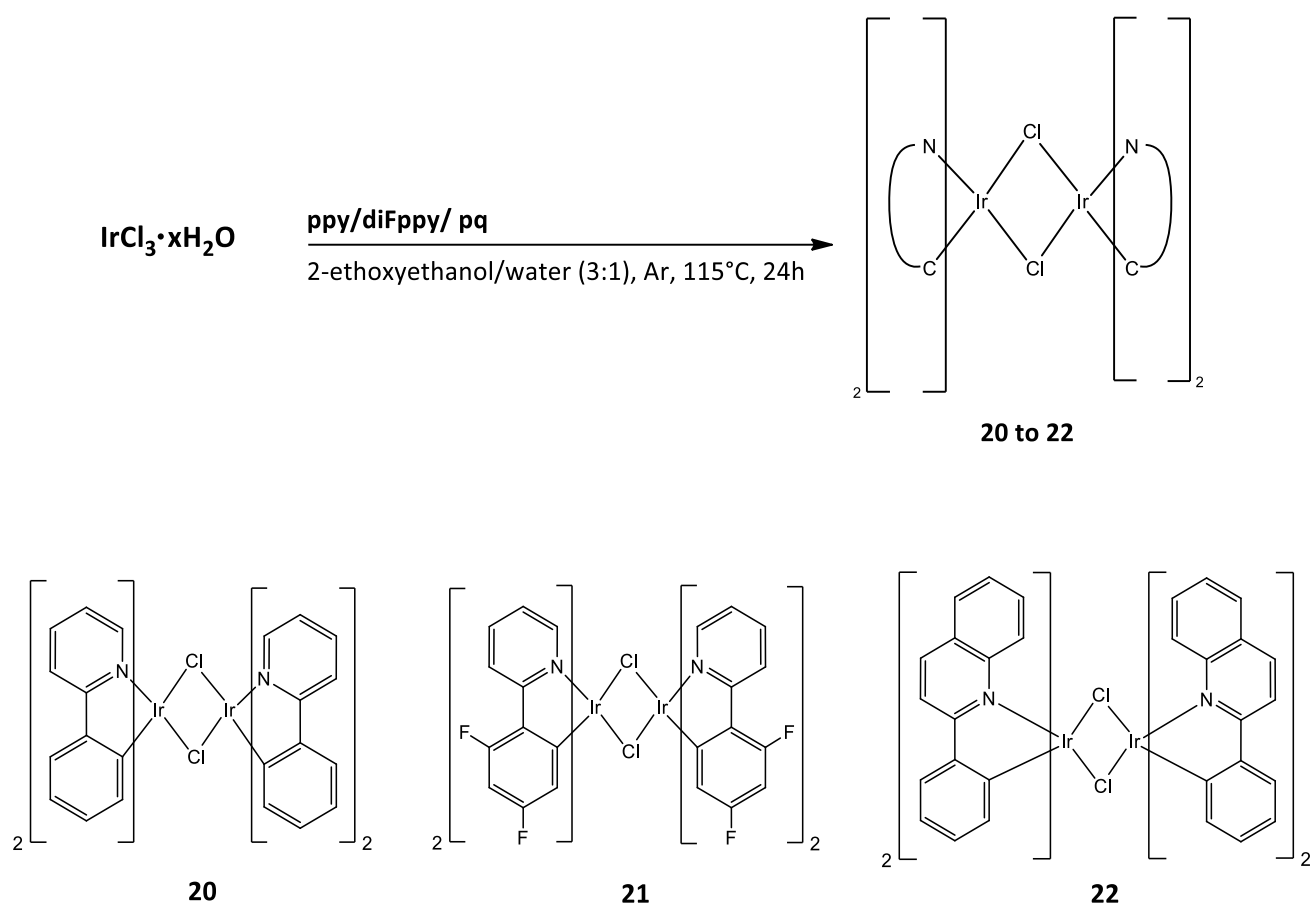 IrCl3·xH2O
ppy/diFppy/ pq
2-ethoxyethanol/water (3:1), Ar, 115°C, 24h
N Cl N
Ir Ir
C Cl C
2 2
20 to 22
N Cl N
Ir Ir
Cl
2 2
20
N Cl N
Ir Ir
F Cl F
F F
2 2
21
N Cl N
Ir Ir
Cl
2 2
22